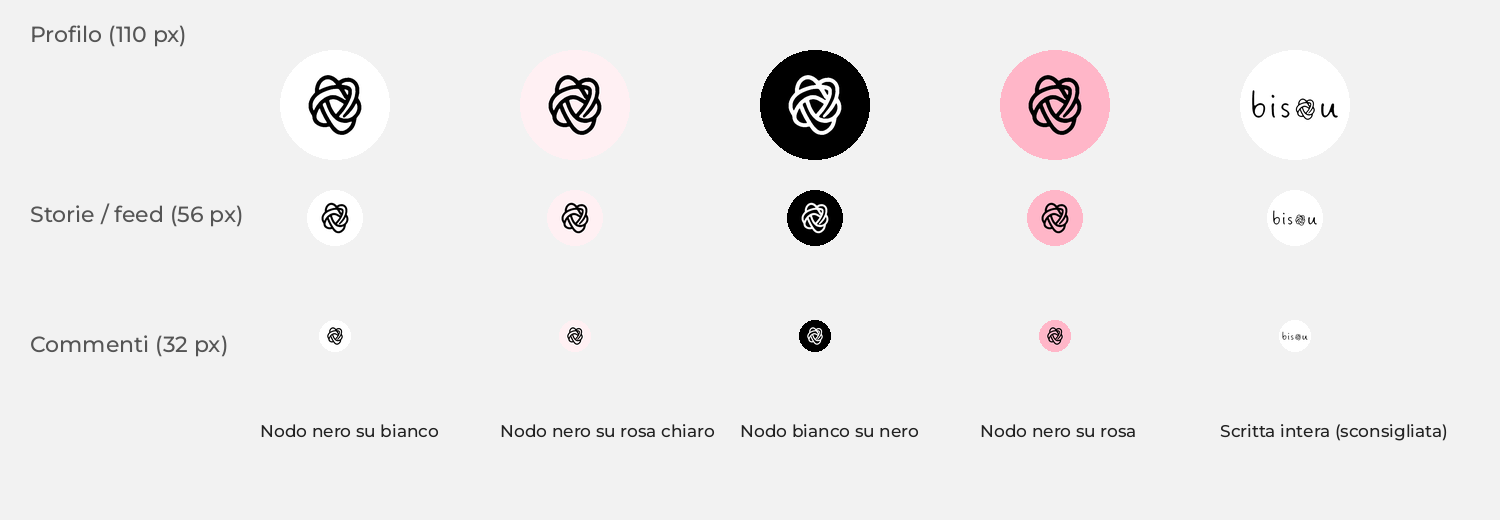 Profilo (110 px)
bisou
Storie / feed (56 px)
bisou
Commenti (32 px)
bisou
Nodo nero su bianco
Nodo nero su rosa chiaro
Nodo bianco su nero
Nodo nero su rosa
Scritta intera (sconsigliata)